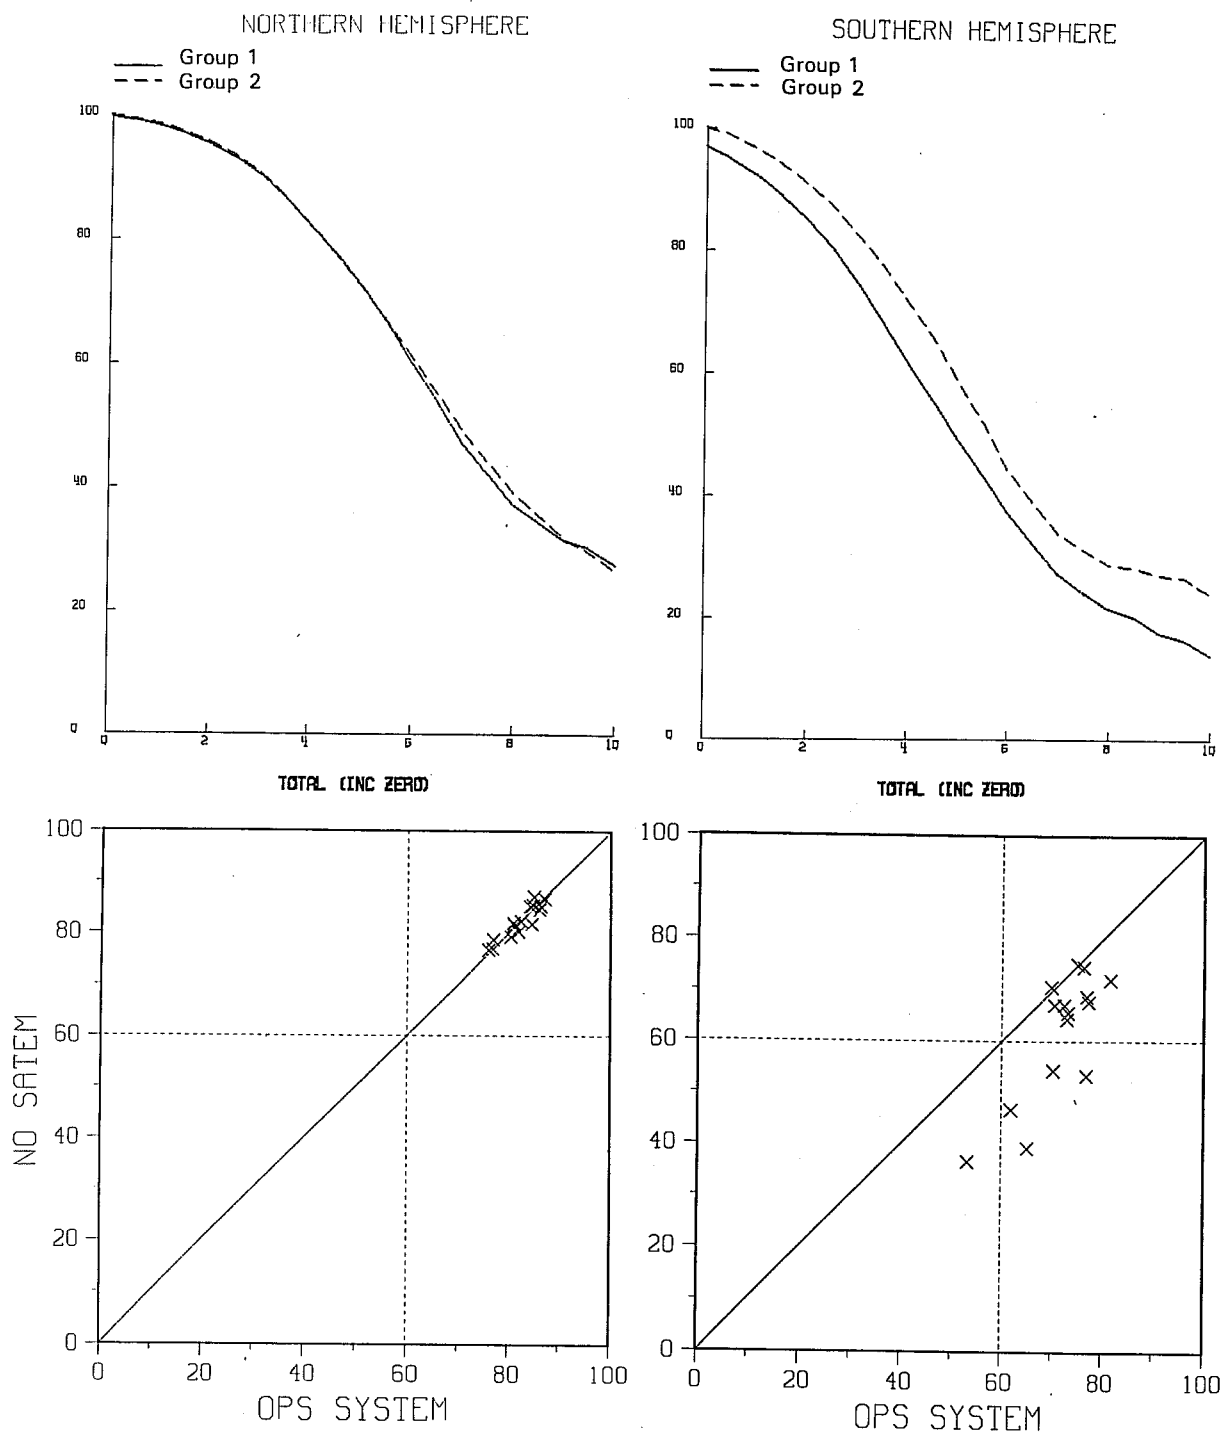 NORTHERN HEMISPHERE
Group 1
Group 2
100
80
60
40
20
0
0 2 4 6 8 10
TOTAL (INC ZERO)
SOUTHERN HEMISPHERE
Group 1
Group 2
100
80
60
40
20
0
0 2 4 6 8 10
TOTAL (INC ZERO)
NO SATEM
100
80
60
40
20
0
0 20 40 60 80 100
OPS SYSTEM
100
80
60
40
20
0
0 20 40 60 80 100
OPS SYSTEM